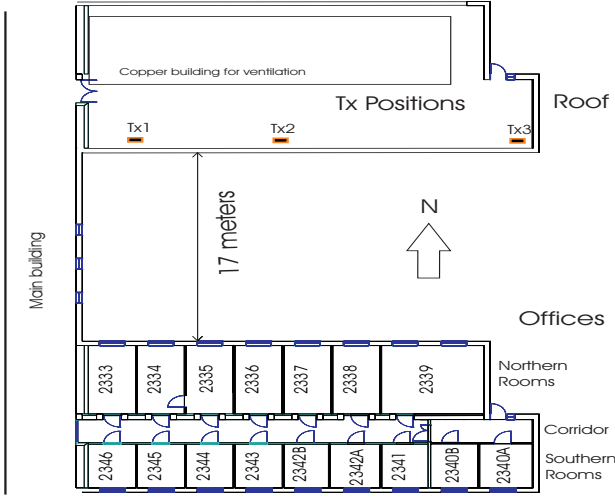 Copper building for ventilation
Tx Positions
Roof
Tx1
Tx2
Tx3
Main building
17 meters
N
Offices
2333
2334
2335
2336
2337
2338
2339
Northern
Rooms
Corridor
2346
2345
2344
2343
2342B
2342A
2341
2340B
2340A
Southern
Rooms